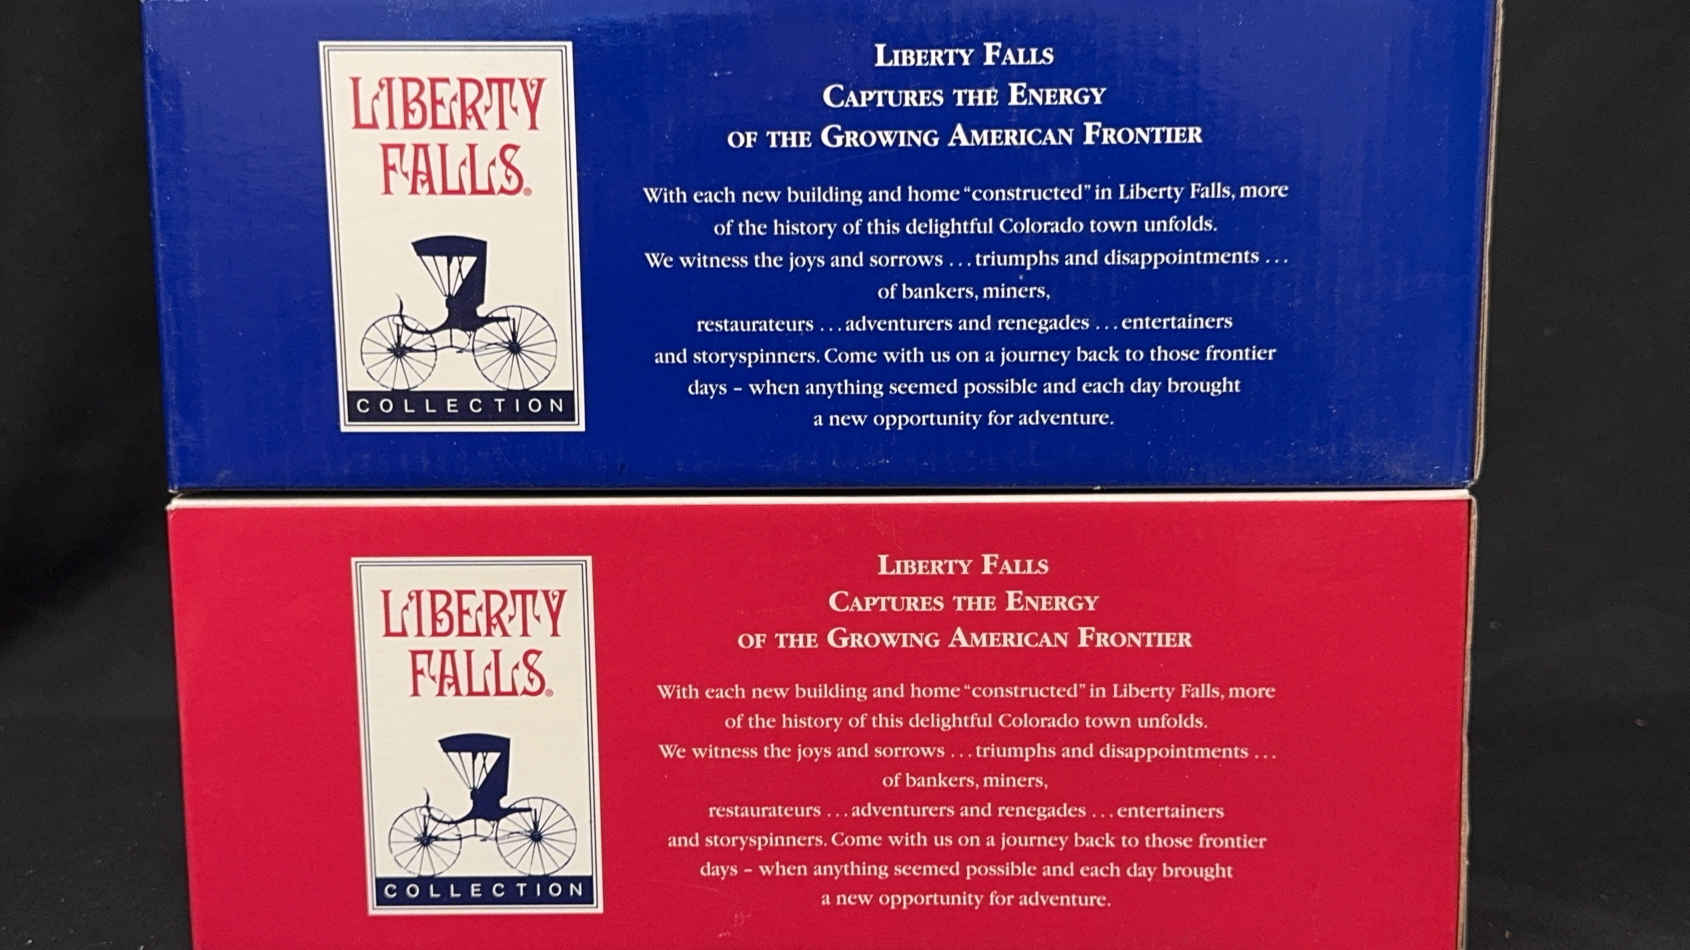 LIBERTY
FALLS®
COLLECTION
LIBERTY FALLS
CAPTURES THE ENERGY
OF THE GROWING AMERICAN FRONTIER
With each new building and home “constructed” in Liberty Falls, more
of the history of this delightful Colorado town unfolds.
We witness the joys and sorrows ... triumphs and disappointments ...
of bankers, miners,
restaurateurs ... adventurers and renegades ... entertainers
and storyspinners. Come with us on a journey back to those frontier
days – when anything seemed possible and each day brought
a new opportunity for adventure.
LIBERTY
FALLS®
COLLECTION
LIBERTY FALLS
CAPTURES THE ENERGY
OF THE GROWING AMERICAN FRONTIER
With each new building and home “constructed” in Liberty Falls, more
of the history of this delightful Colorado town unfolds.
We witness the joys and sorrows ... triumphs and disappointments ...
of bankers, miners,
restaurateurs ... adventurers and renegades ... entertainers
and storyspinners. Come with us on a journey back to those frontier
days – when anything seemed possible and each day brought
a new opportunity for adventure.